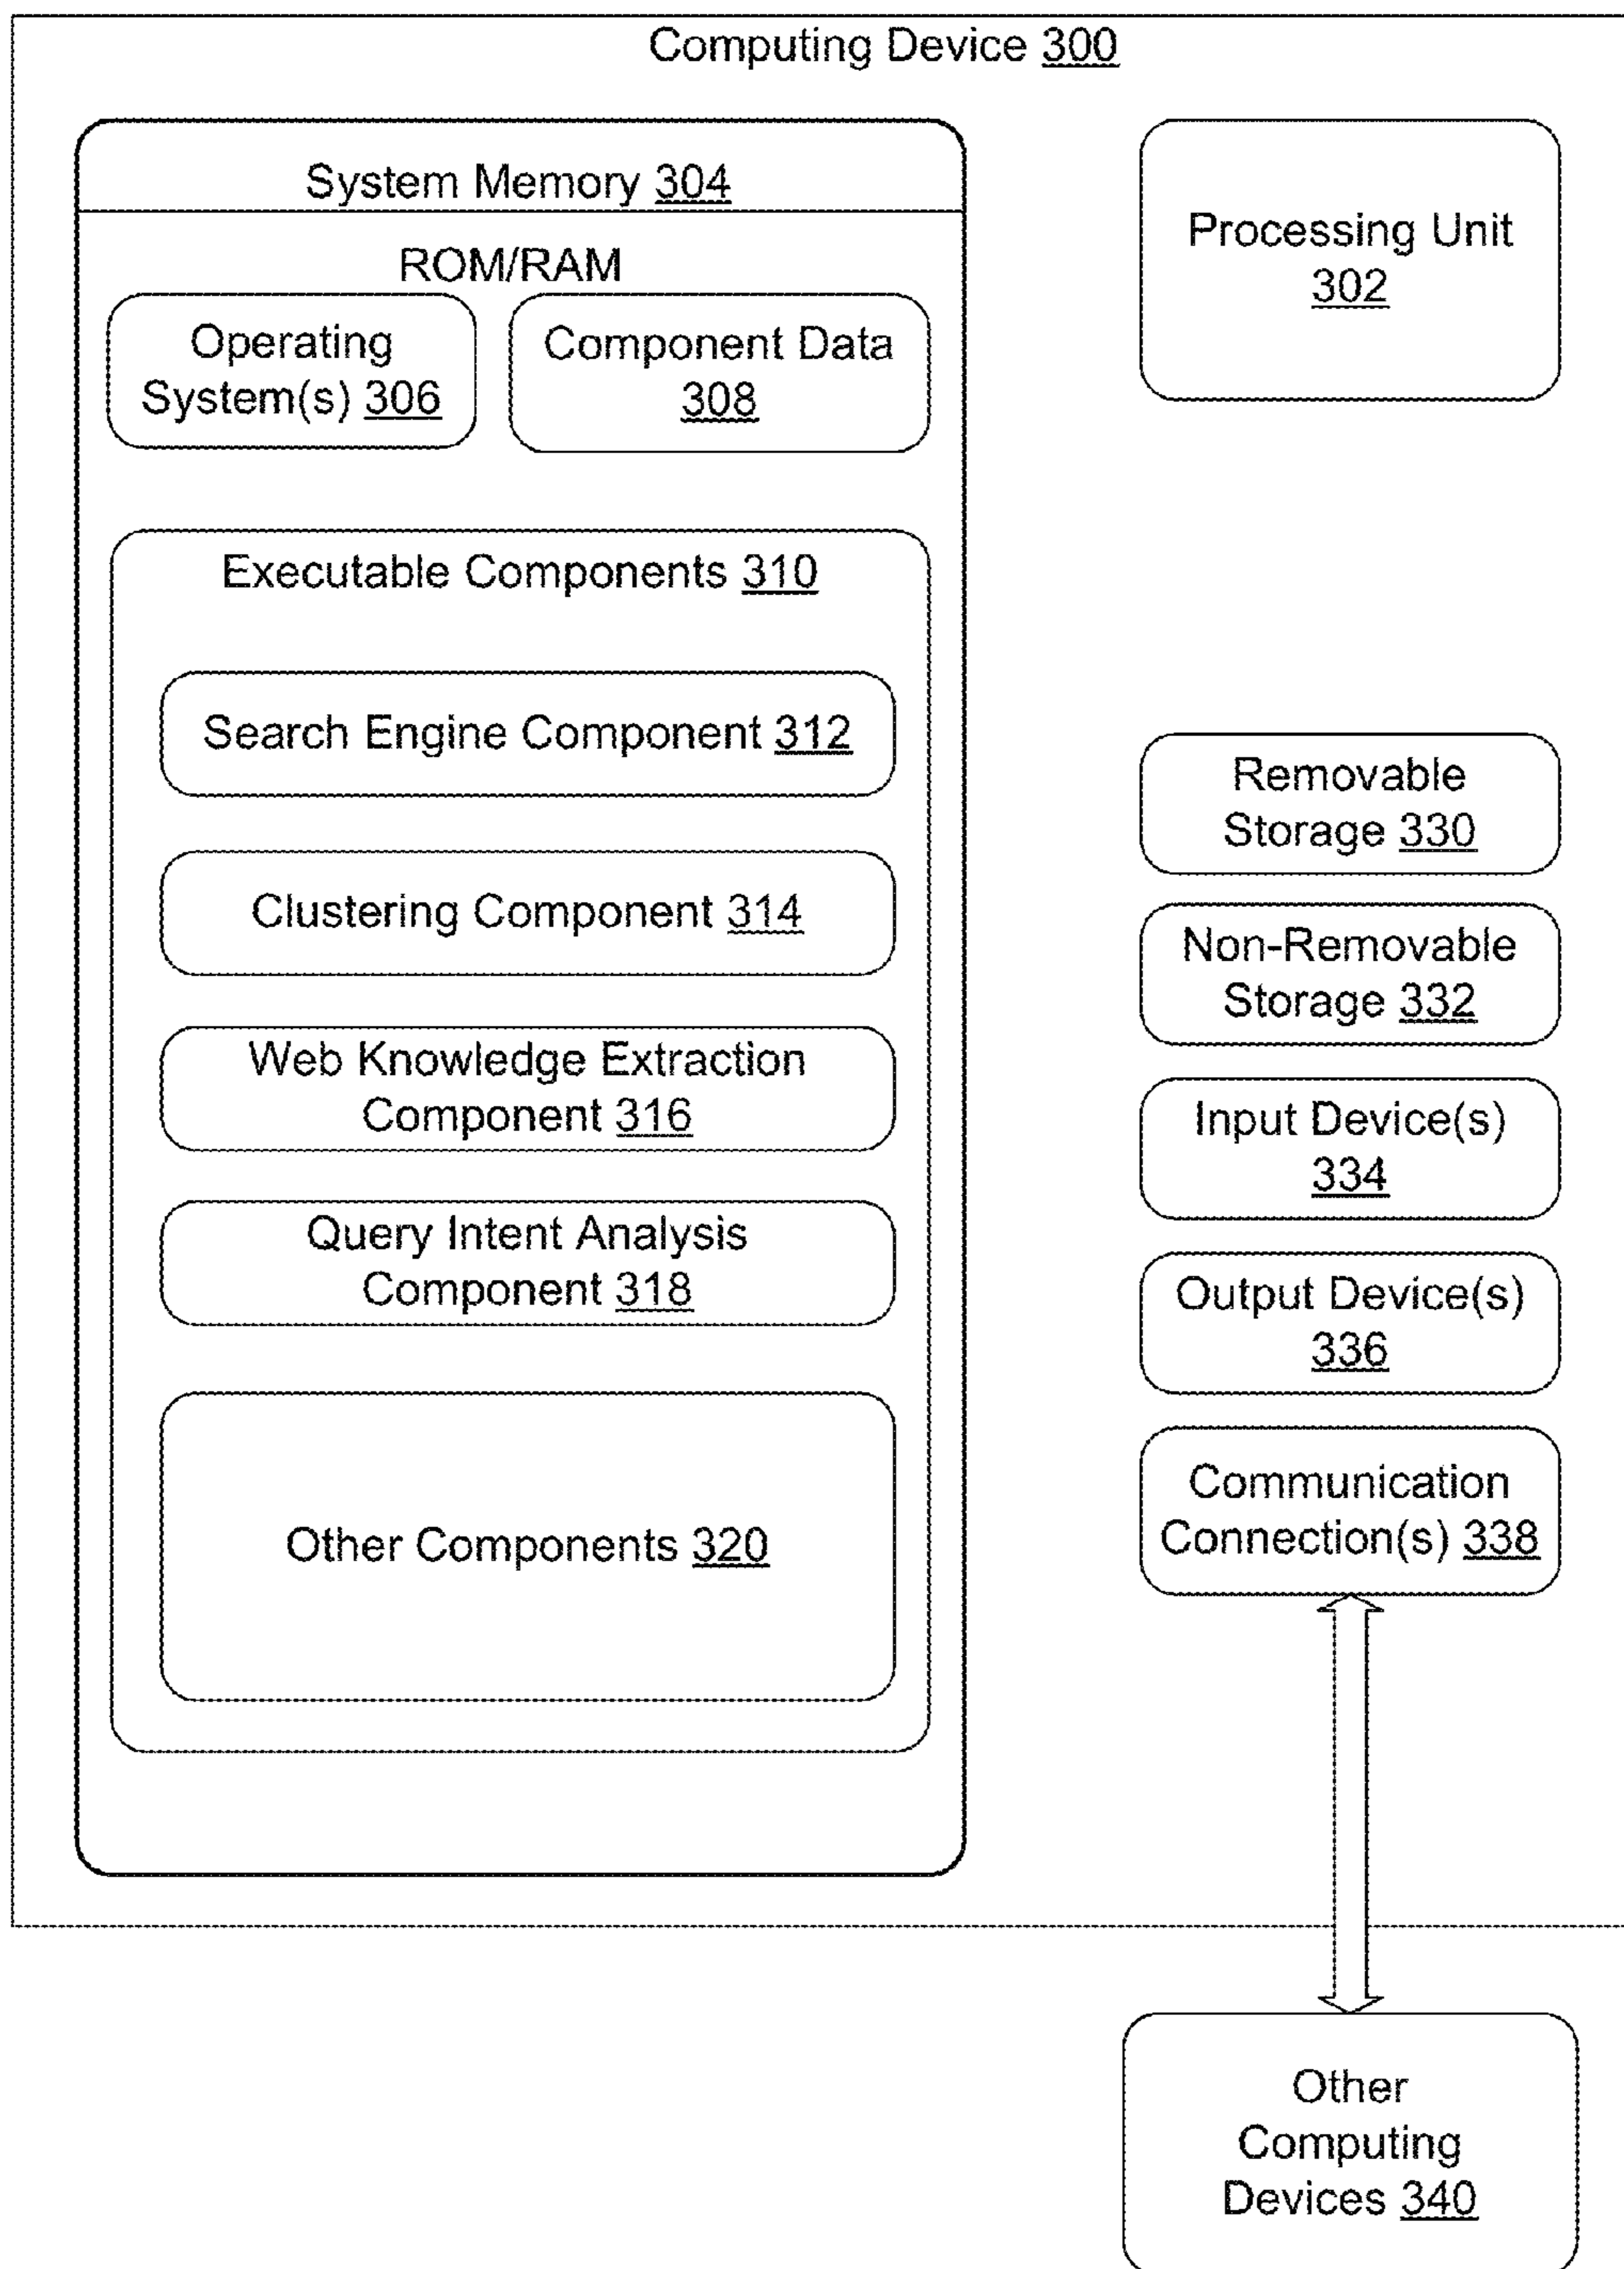 Computing Device 300
System Memory 304
ROM/RAM
Operating
System(s) 306
Component Data
308
Executable Components 310
Search Engine Component 312
Clustering Component 314
Web Knowledge Extraction
Component 316
Query Intent Analysis
Component 318
Other Components 320
Processing Unit
302
Removable
Storage 330
Non-Removable
Storage 332
Input Device(s)
334
Output Device(s)
336
Communication
Connection(s) 338
Other
Computing
Devices 340